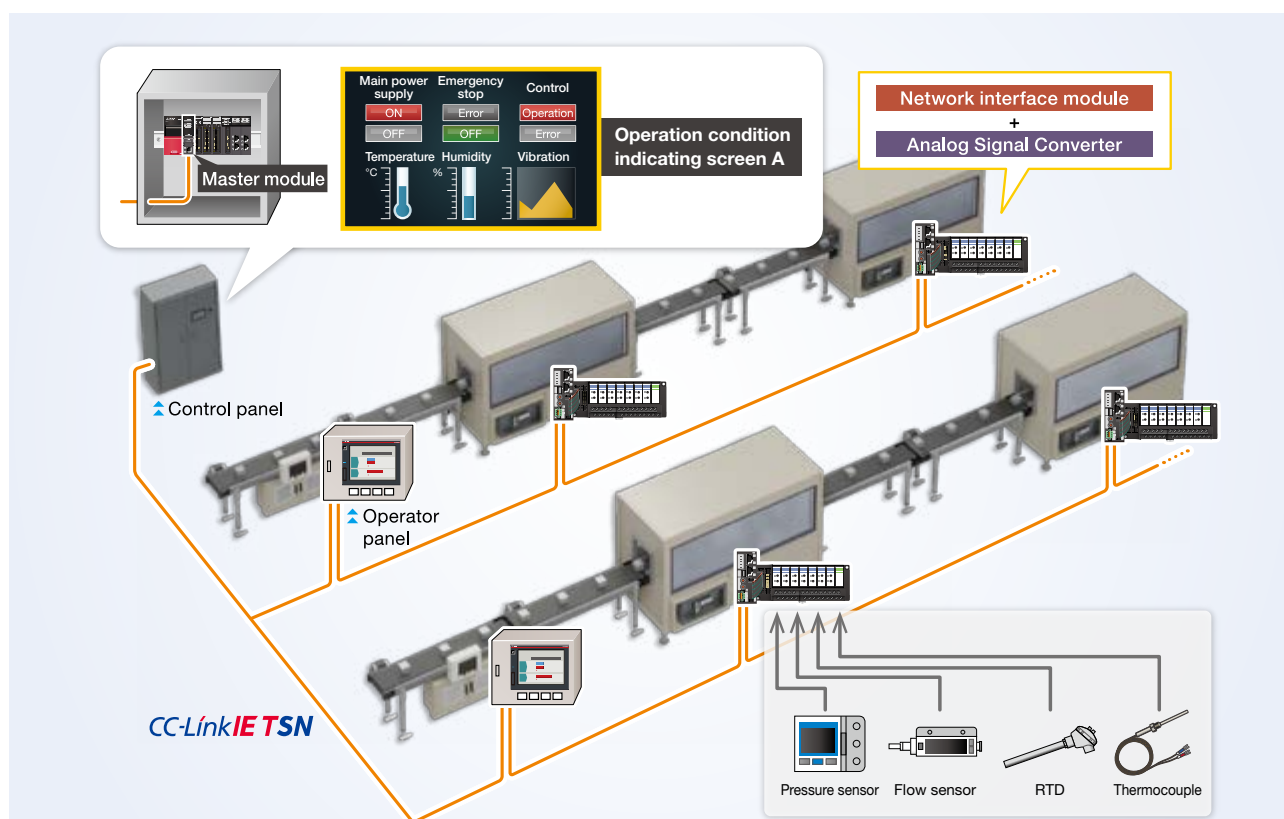 Main power
supply
Emergency
stop
Control
ON
Error
Operation
OFF
OFF
Error
Temperature
Humidity
Vibration
°C
%
Master module
Operation condition
indicating screen A
Network interface module
+
Analog Signal Converter
Control panel
Operator
panel
CC-Link IE TSN
Pressure sensor
Flow sensor
RTD
Thermocouple